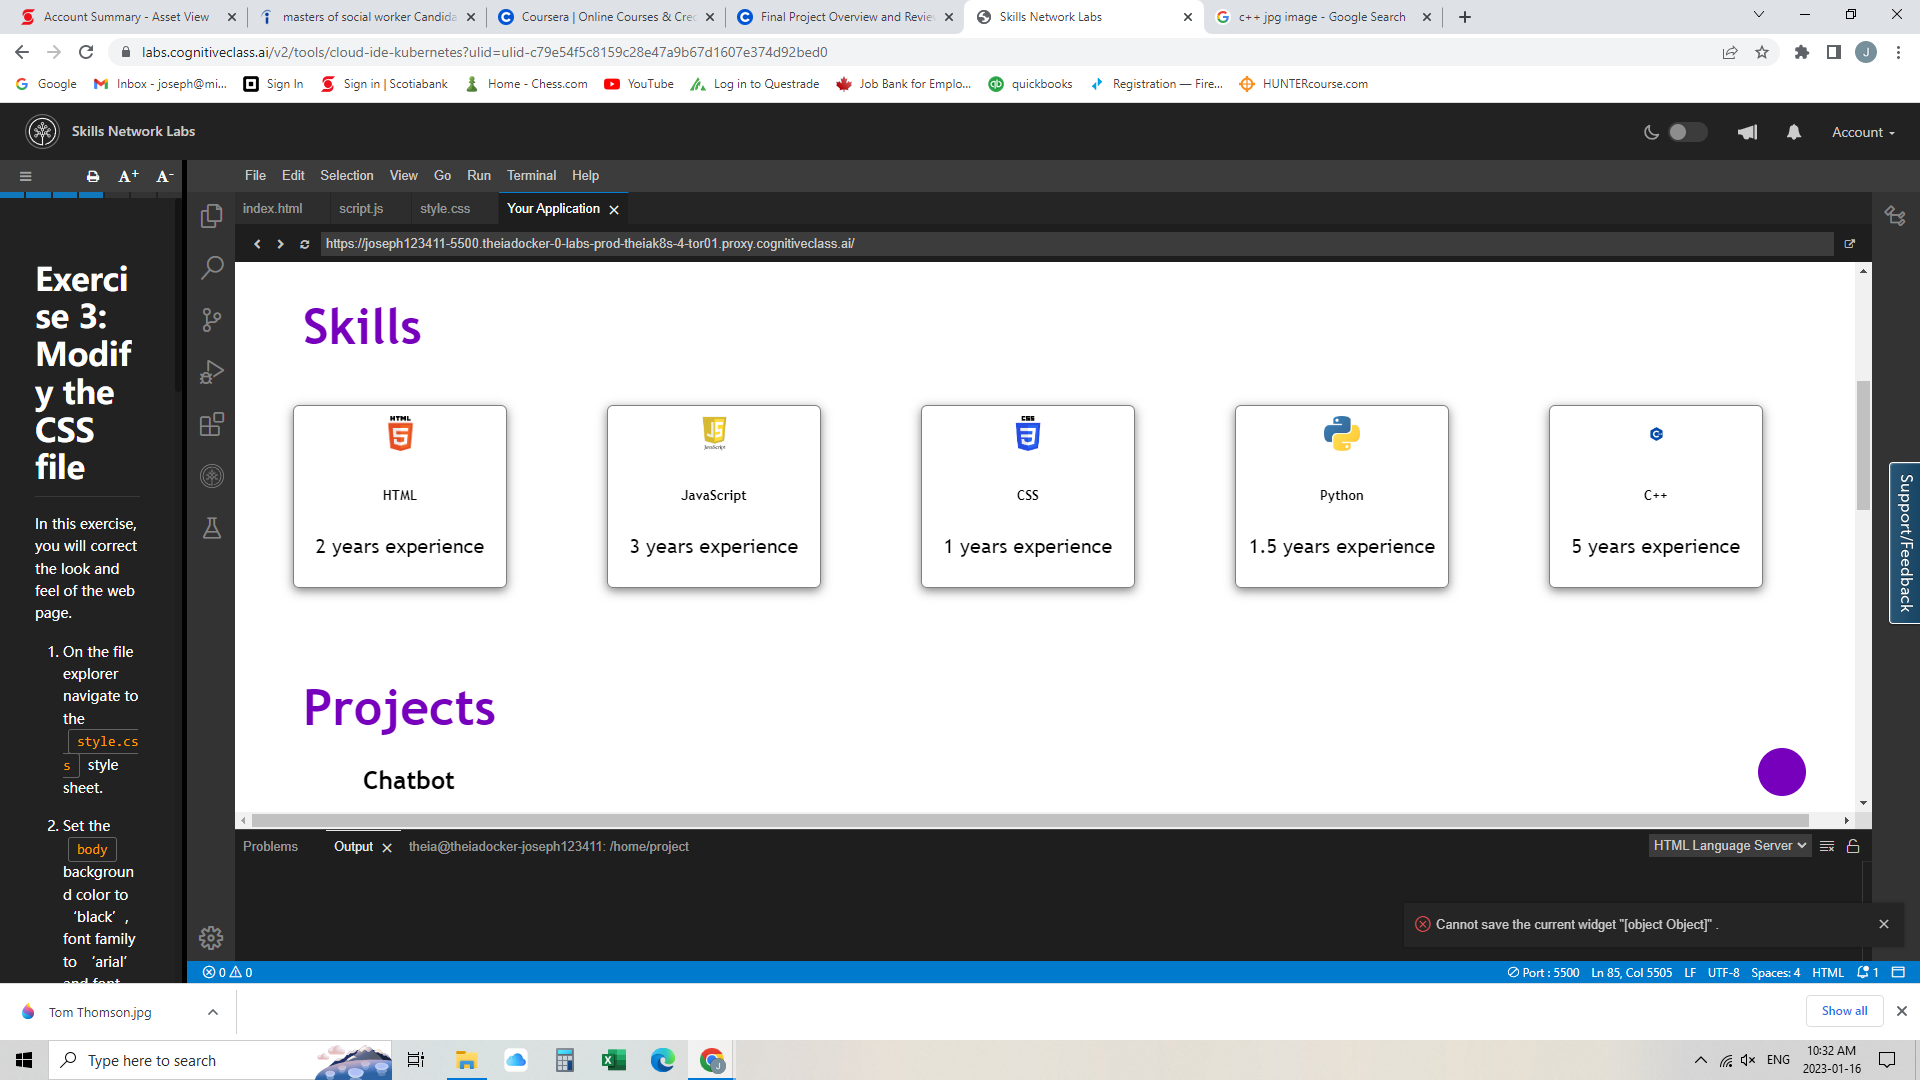 Account Summary - Asset View
masters of social worker Candida
Coursera | Online Courses & Cred
Final Project Overview and Revie
Skills Network Labs
c++ jpg image - Google Search
labs.cognitiveclass.ai/v2/tools/cloud-ide-kubernetes?ulid=ulid-c79e54f5c8159c28e47a9b67d1607e374d92bed0
J
Google
Inbox - joseph@mi...
Sign In
Sign in | Scotiabank
Home - Chess.com
YouTube
Log in to Questrade
Job Bank for Emplo...
quickbooks
Registration — Fire...
HUNTERcourse.com
Skills Network Labs
Account
A+
A-
File Edit Selection View Go Run Terminal Help
index.html
script.js
style.css
Your Application
https://joseph123411-5500.theiadocker-0-labs-prod-theiak8s-4-tor01.proxy.cognitiveclass.ai/
Exerci
se 3:
Modif
y the
CSS
file
In this exercise,
you will correct
the look and
feel of the web
page.
1. On the file
explorer
navigate to
the
style.cs
s style
sheet.
2. Set the
body
backgroun
d color to
'black' ,
font family
to 'arial'
and font
Skills
HTML
5
HTML
2 years experience
JS
JavaScript
JavaScript
3 years experience
CSS
3
CSS
1 years experience
Python
1.5 years experience
C++
5 years experience
Projects
Chatbot
Support/Feedback
Problems
Output
theia@theiadocker-joseph123411: /home/project
HTML Language Server
Cannot save the current widget "[object Object]" .
0 0
Port : 5500
Ln 85, Col 5505
LF
UTF-8
Spaces: 4
HTML
1
Tom Thomson.jpg
Show all
Type here to search
ENG
10:32 AM
2023-01-16